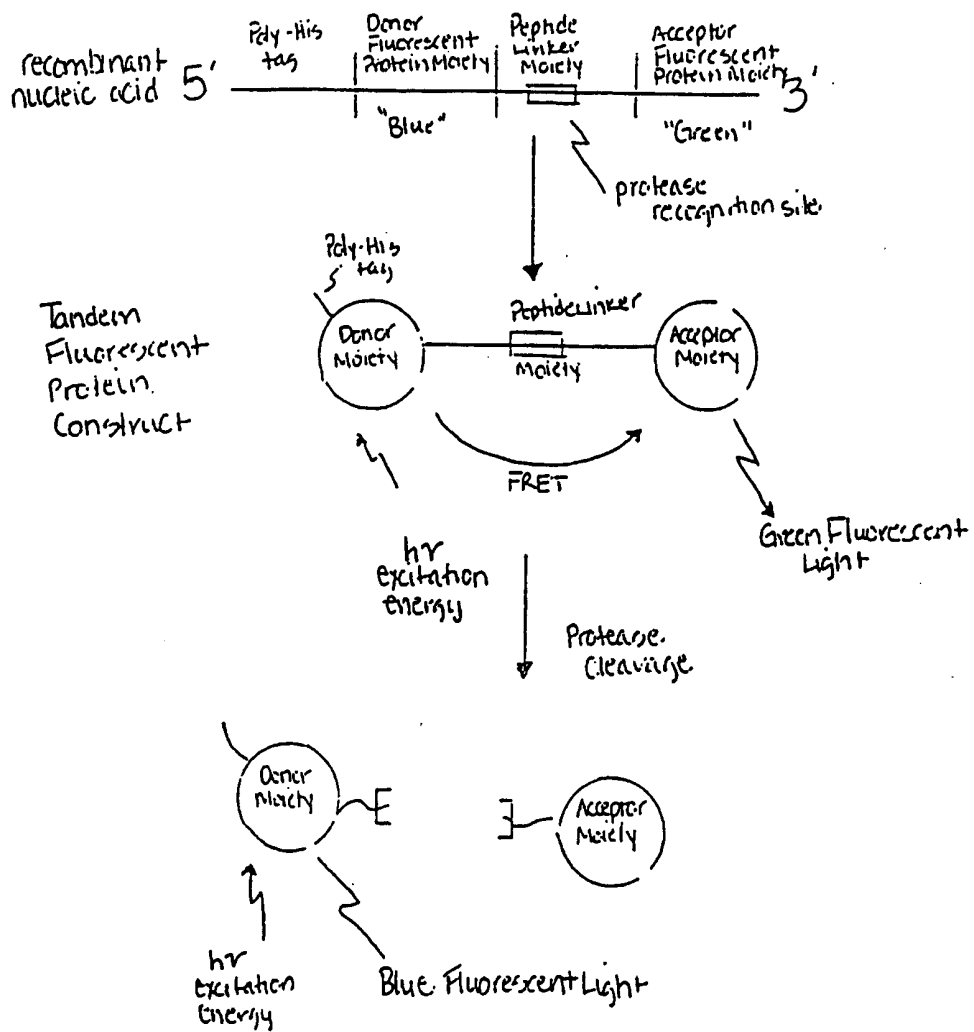 recombinant
nucleic acid
5'
Poly-His
tag
Donor
Fluorescent
Protein Moiety
Peptide
Linker
Moiety
Acceptor
Fluorescent
Protein Moiety
3'
"Blue"
"Green"
protease
recognition site.
Tandem
Fluorescent
Protein.
Construct
Poly-His
tag
Donor
Moiety
Peptide Linker
Moiety
Acceptor
Moiety
FRET
hν
excitation
energy
Green Fluorescent
Light
Protease.
Cleavage
Donor
Moiety
Acceptor
Moiety
hν
excitation
Energy
Blue. Fluorescent Light